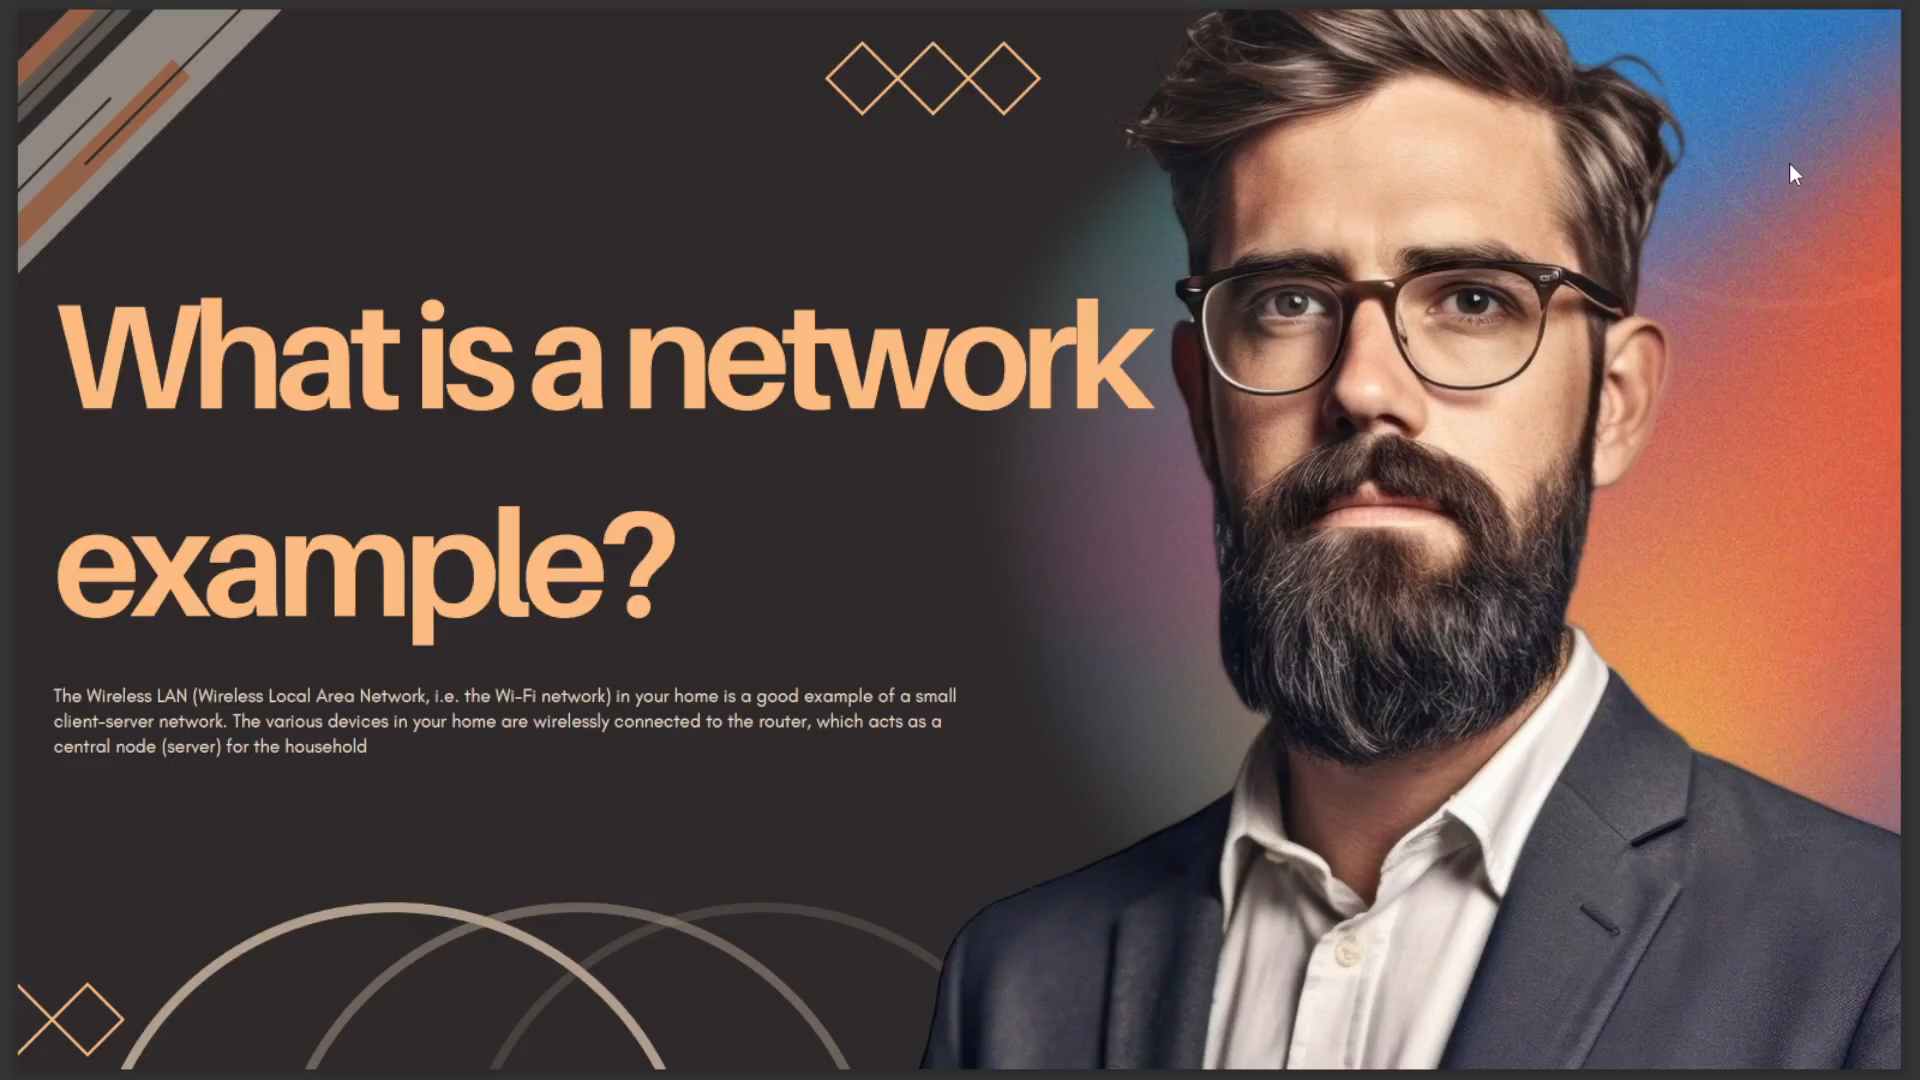 What is a network
example?
The Wireless LAN (Wireless Local Area Network, i.e. the Wi-Fi network) in your home is a good example of a small
client-server network. The various devices in your home are wirelessly connected to the router, which acts as a
central node (server) for the household